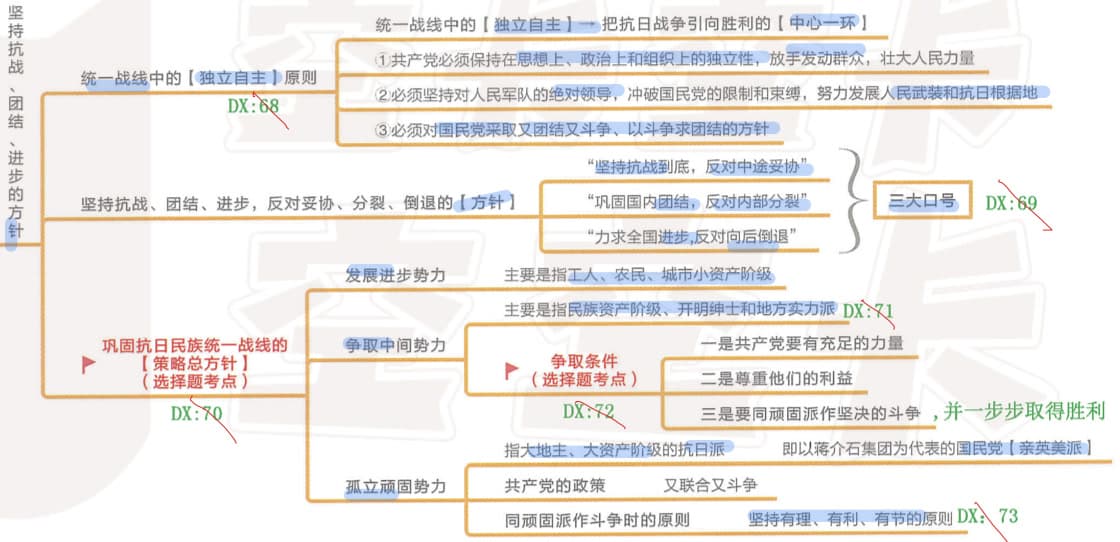 坚持抗战、团结、进步的方针
统一战线中的【独立自主】原则
DX:68
统一战线中的【独立自主】→ 把抗日战争引向胜利的【中心一环】
①共产党必须保持在思想上、政治上和组织上的独立性，放手发动群众，壮大人民力量
②必须坚持对人民军队的绝对领导，冲破国民党的限制和束缚，努力发展人民武装和抗日根据地
③必须对国民党采取又团结又斗争、以斗争求团结的方针
坚持抗战、团结、进步，反对妥协、分裂、倒退的【方针】
“坚持抗战到底，反对中途妥协”
“巩固国内团结，反对内部分裂”
“力求全国进步,反对向后倒退”
三大口号
DX:69
巩固抗日民族统一战线的
【策略总方针】
（选择题考点）
DX:70
发展进步势力
主要是指工人、农民、城市小资产阶级
争取中间势力
主要是指民族资产阶级、开明绅士和地方实力派
DX:71
争取条件
（选择题考点）
DX:72
一是共产党要有充足的力量
二是尊重他们的利益
三是要同顽固派作坚决的斗争 ,并一步步取得胜利
孤立顽固势力
指大地主、大资产阶级的抗日派 即以蒋介石集团为代表的国民党【亲英美派】
共产党的政策 又联合又斗争
同顽固派作斗争时的原则 坚持有理、有利、有节的原则
DX：73